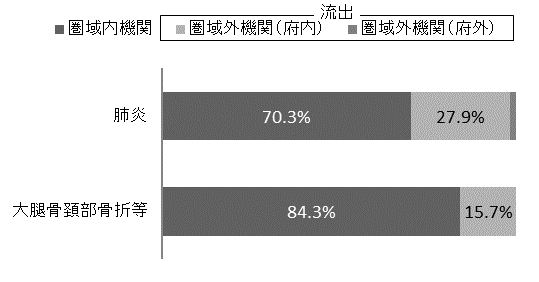 流出
圏域内機関 圏域外機関(府内) 圏域外機関(府外)
肺炎 70.3% 27.9%
大腿骨頚部骨折等 84.3% 15.7%